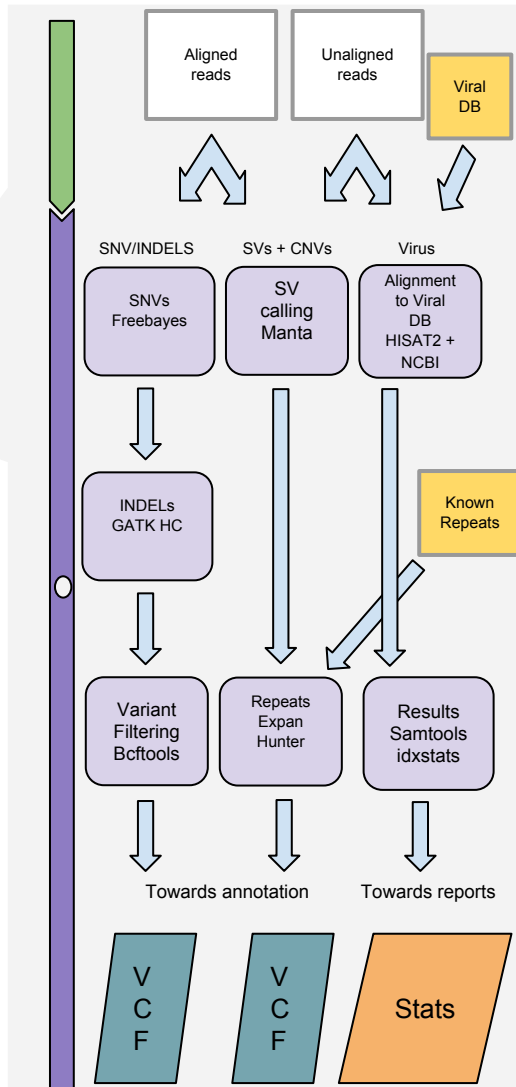 Aligned
reads
Unaligned
reads
Viral
DB
SNV/INDELS
SVs + CNVs
Virus
SNVs
Freebayes
SV
calling
Manta
Alignment
to Viral
DB
HISAT2 +
NCBI
INDELs
GATK HC
Known
Repeats
Variant
Filtering
Bcftools
Repeats
Expan
Hunter
Results
Samtools
idxstats
Towards annotation
Towards reports
V
C
F
V
C
F
Stats